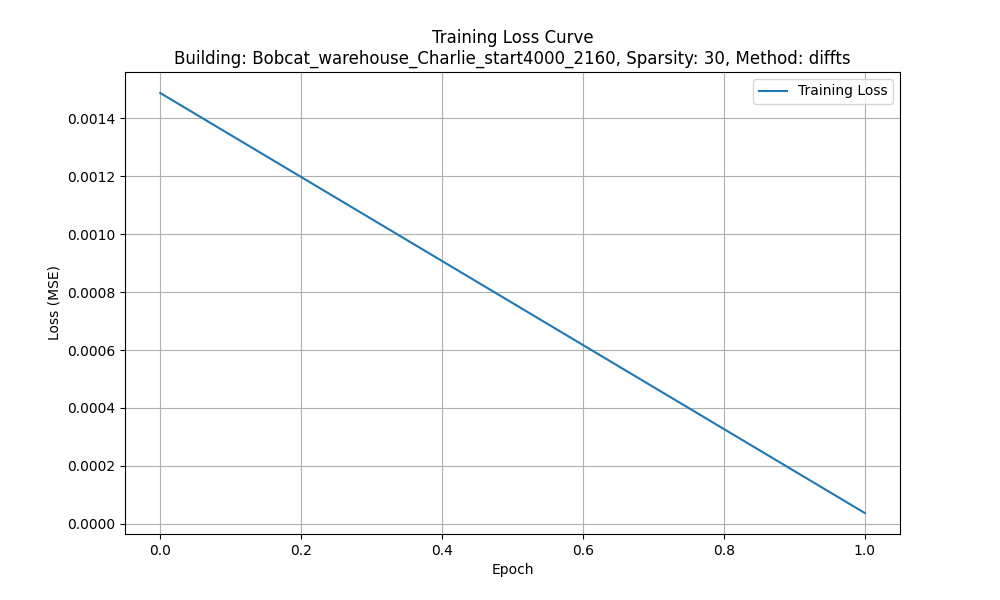 Training Loss Curve
Building: Bobcat_warehouse_Charlie_start4000_2160, Sparsity: 30, Method: diffts
Training Loss
0.0014
0.0012
0.0010
0.0008
0.0006
0.0004
0.0002
0.0000
Loss (MSE)
0.0 0.2 0.4 0.6 0.8 1.0
Epoch